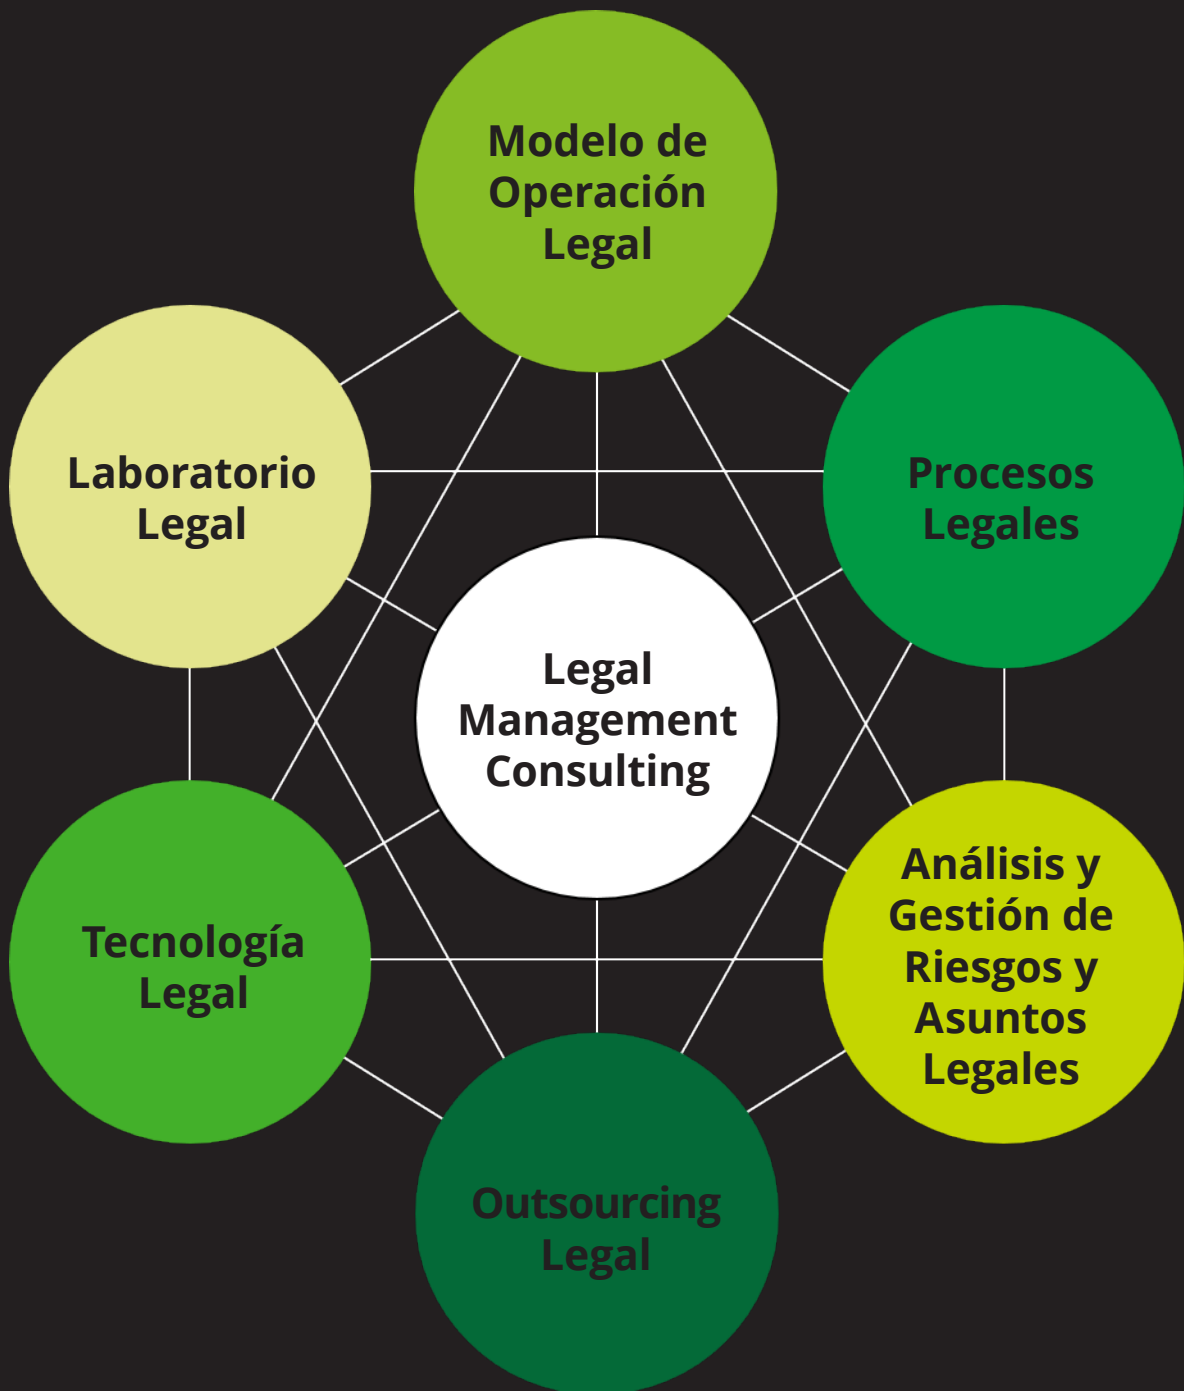 Modelo de
Operación
Legal
Laboratorio
Legal
Procesos
Legales
Legal
Management
Consulting
Tecnología
Legal
Análisis y
Gestión de
Riesgos y
Asuntos
Legales
Outsourcing
Legal